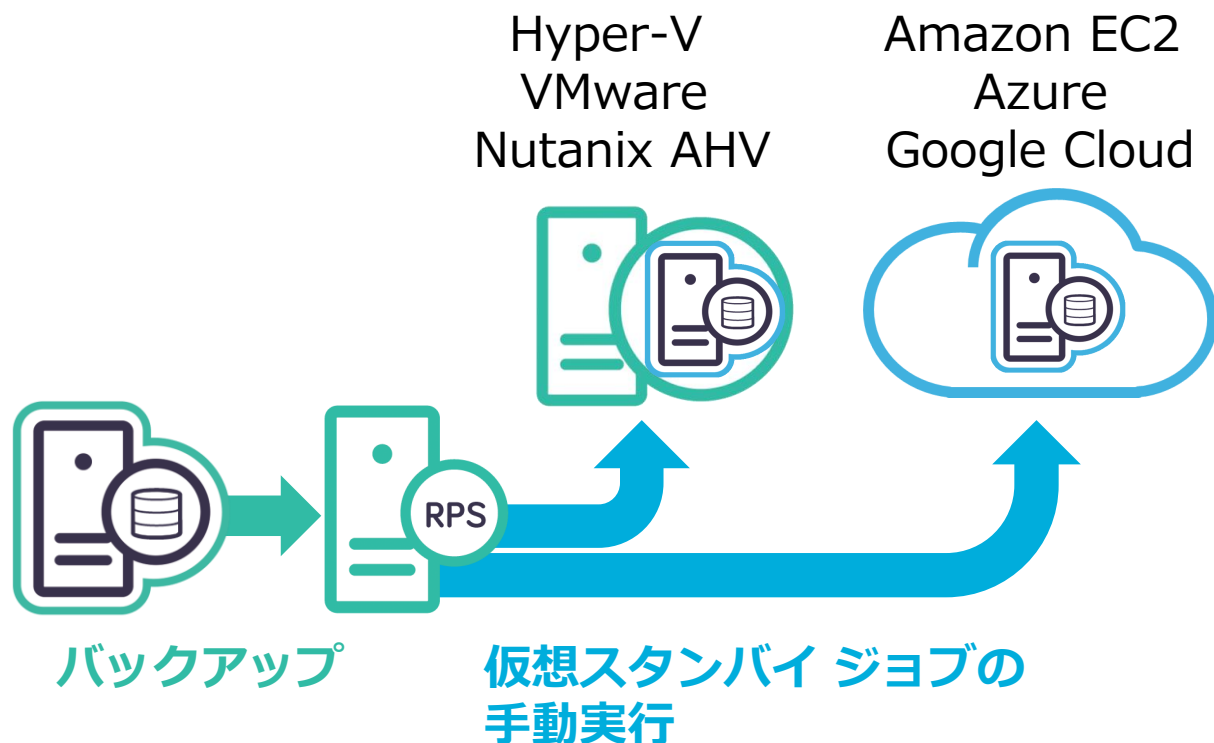 Hyper-V
VMware
Nutanix AHV
Amazon EC2
Azure
Google Cloud
RPS
バックアップ
仮想スタンバイ ジョブの
手動実行